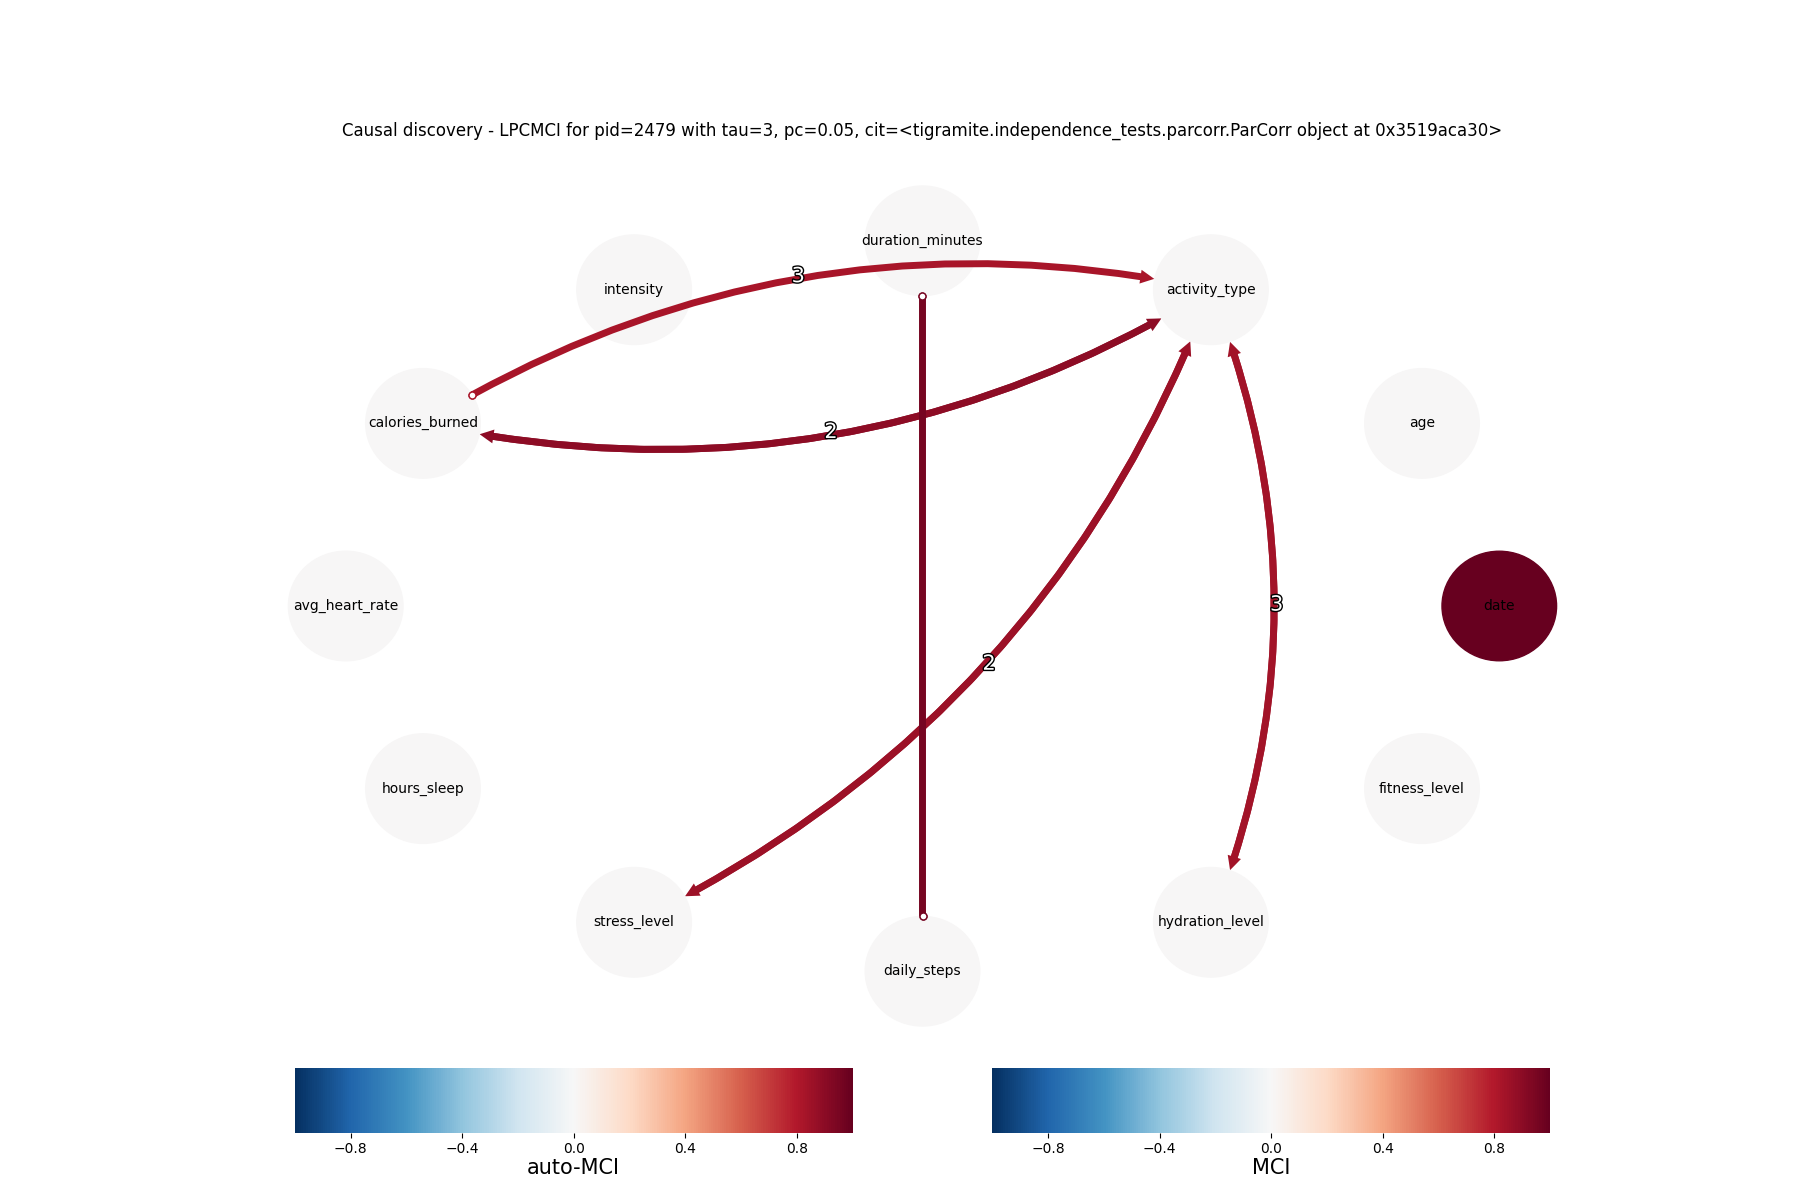 Causal discovery - LPCMCI for pid=2479 with tau=3, pc=0.05, cit=<tigramite.independence_tests.parcorr.ParCorr object at 0x3519aca30>
duration_minutes
intensity
activity_type
3
calories_burned
age
2
avg_heart_rate
date
3
2
hours_sleep
fitness_level
stress_level
hydration_level
daily_steps
−0.8 −0.4 0.0 0.4 0.8
auto-MCI
−0.8 −0.4 0.0 0.4 0.8
MCI